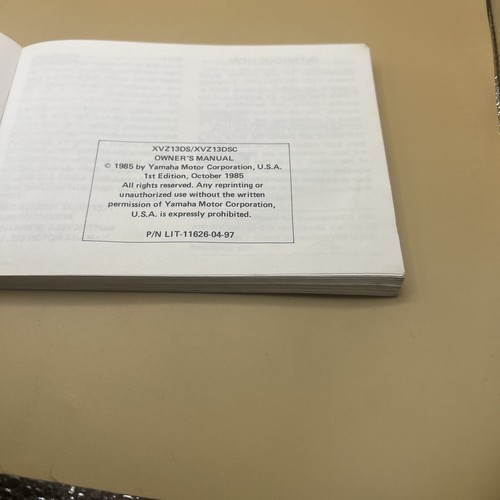 XVZ13DS/XVZ13DSC
OWNER'S MANUAL
© 1985 by Yamaha Motor Corporation, U.S.A.
1st Edition, October 1985
All rights reserved. Any reprinting or
unauthorized use without the written
permission of Yamaha Motor Corporation,
U.S.A. is expressly prohibited.
P/N LIT-11626-04-97